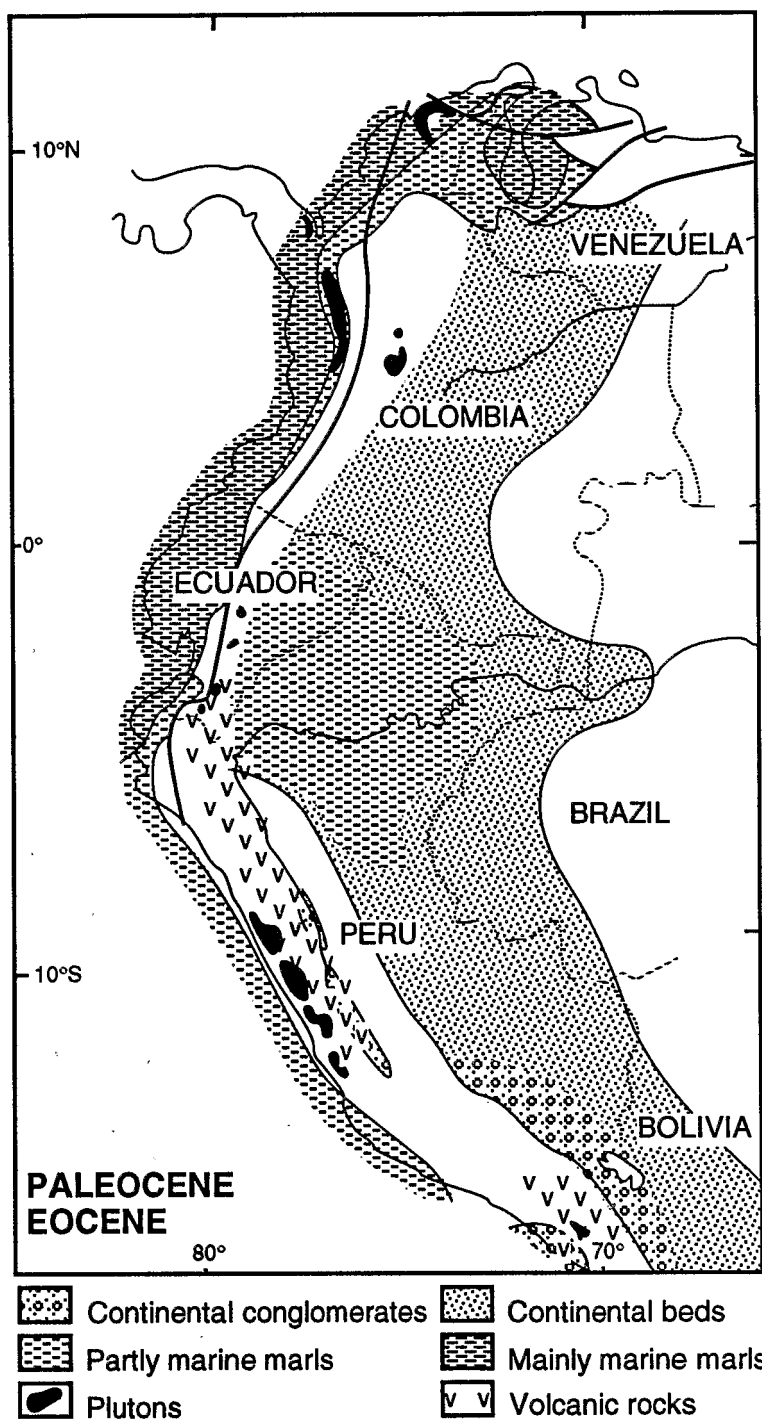 10°N
VENEZUELA
COLOMBIA
0°
ECUADOR
BRAZIL
PERU
10°S
BOLIVIA
PALEOCENE
EOCENE
80°
70°
Continental conglomerates
Continental beds
Partly marine marls
Mainly marine marls
Plutons
Volcanic rocks